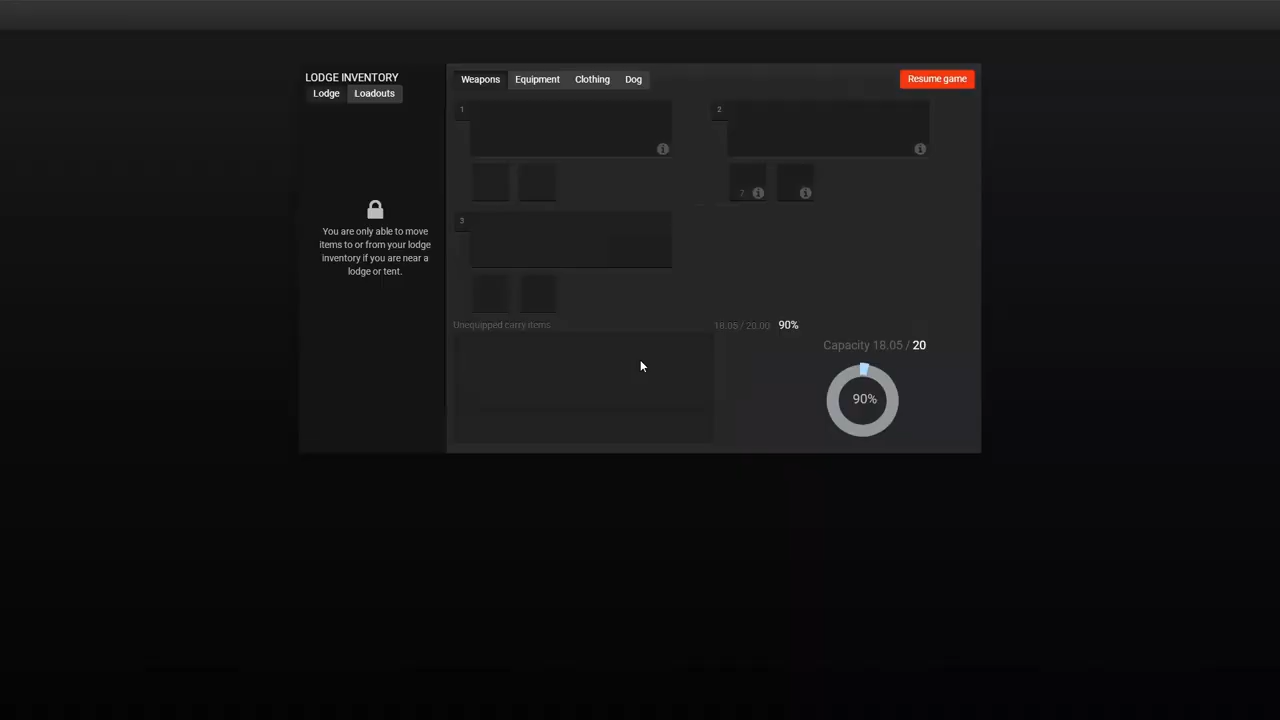 LODGE INVENTORY
Lodge Loadouts
Weapons Equipment Clothing Dog
Resume game
1
2
7
You are only able to move
items to or from your lodge
inventory if you are near a
lodge or tent.
3
Unequipped carry items
18.05 / 20.00 90%
Capacity 18.05 / 20
90%